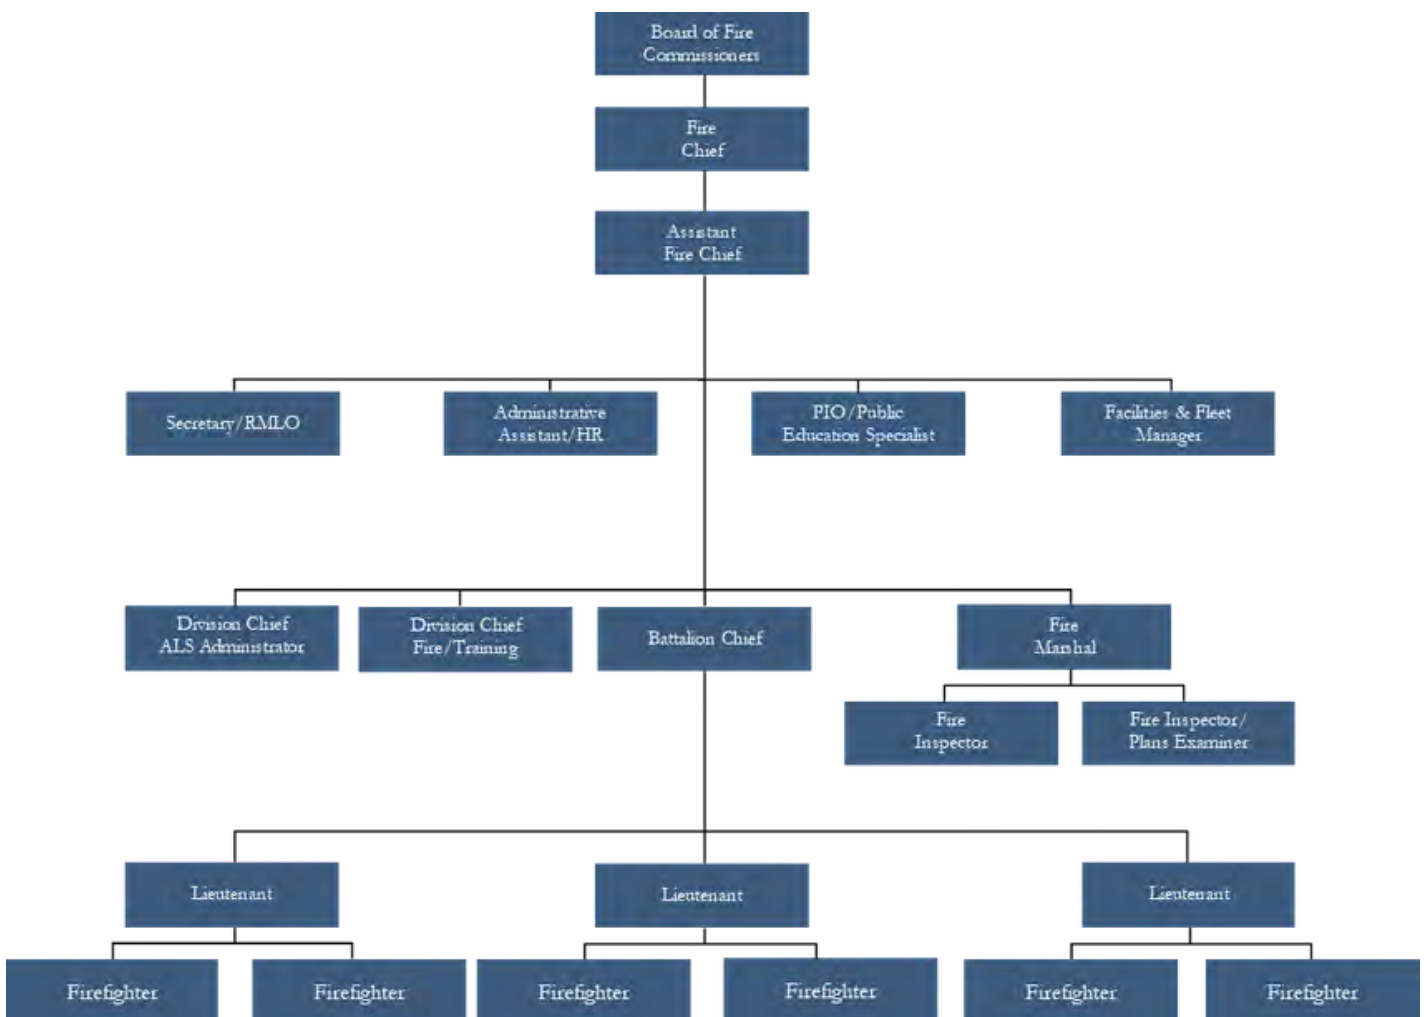 Board of Fire
Commissioners
Fire
Chief
Assistant
Fire Chief
Secretary/RMLO
Administrative
Assistant/HR
PIO/Public
Education Specialist
Facilities & Fleet
Manager
Division Chief
ALS Administrator
Division Chief
Fire/Training
Battalion Chief
Fire
Marshal
Fire
Inspector
Fire Inspector/
Plans Examiner
Lieutenant
Lieutenant
Lieutenant
Firefighter
Firefighter
Firefighter
Firefighter
Firefighter
Firefighter